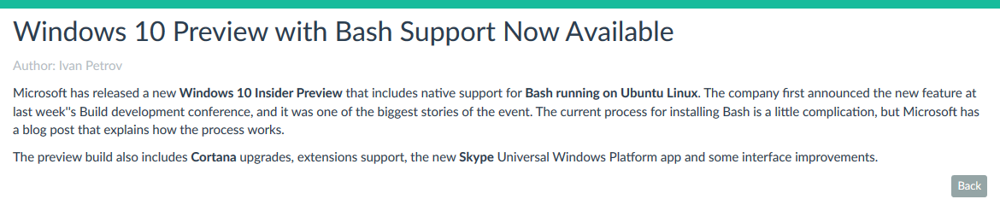 Windows 10 Preview with Bash Support Now Available
Author: Ivan Petrov
Microsoft has released a new Windows 10 Insider Preview that includes native support for Bash running on Ubuntu Linux. The company first announced the new feature at
last week"s Build development conference, and it was one of the biggest stories of the event. The current process for installing Bash is a little complication, but Microsoft has
a blog post that explains how the process works.
The preview build also includes Cortana upgrades, extensions support, the new Skype Universal Windows Platform app and some interface improvements.
Back